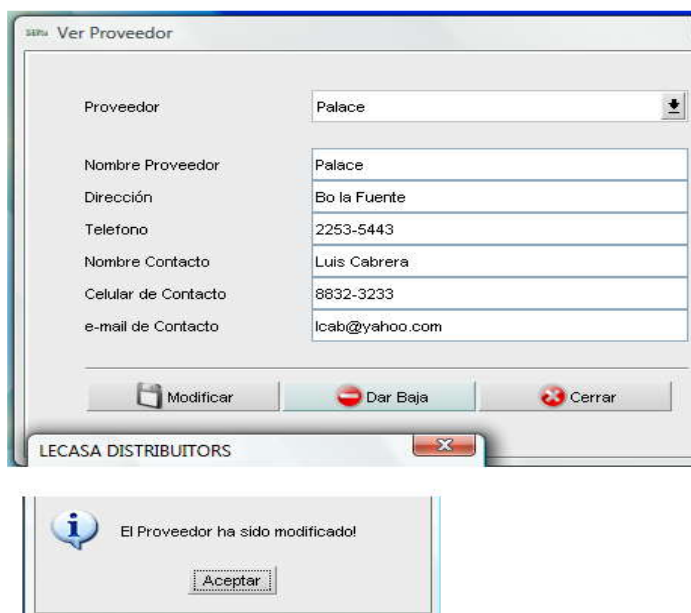 Ver Proveedor
Proveedor Palace
Nombre Proveedor Palace
Dirección Bo la Fuente
Telefono 2253-5443
Nombre Contacto Luis Cabrera
Celular de Contacto 8832-3233
e-mail de Contacto lcab@yahoo.com
Modificar Dar Baja Cerrar
LECASA DISTRIBUITORS
El Proveedor ha sido modificado!
Aceptar